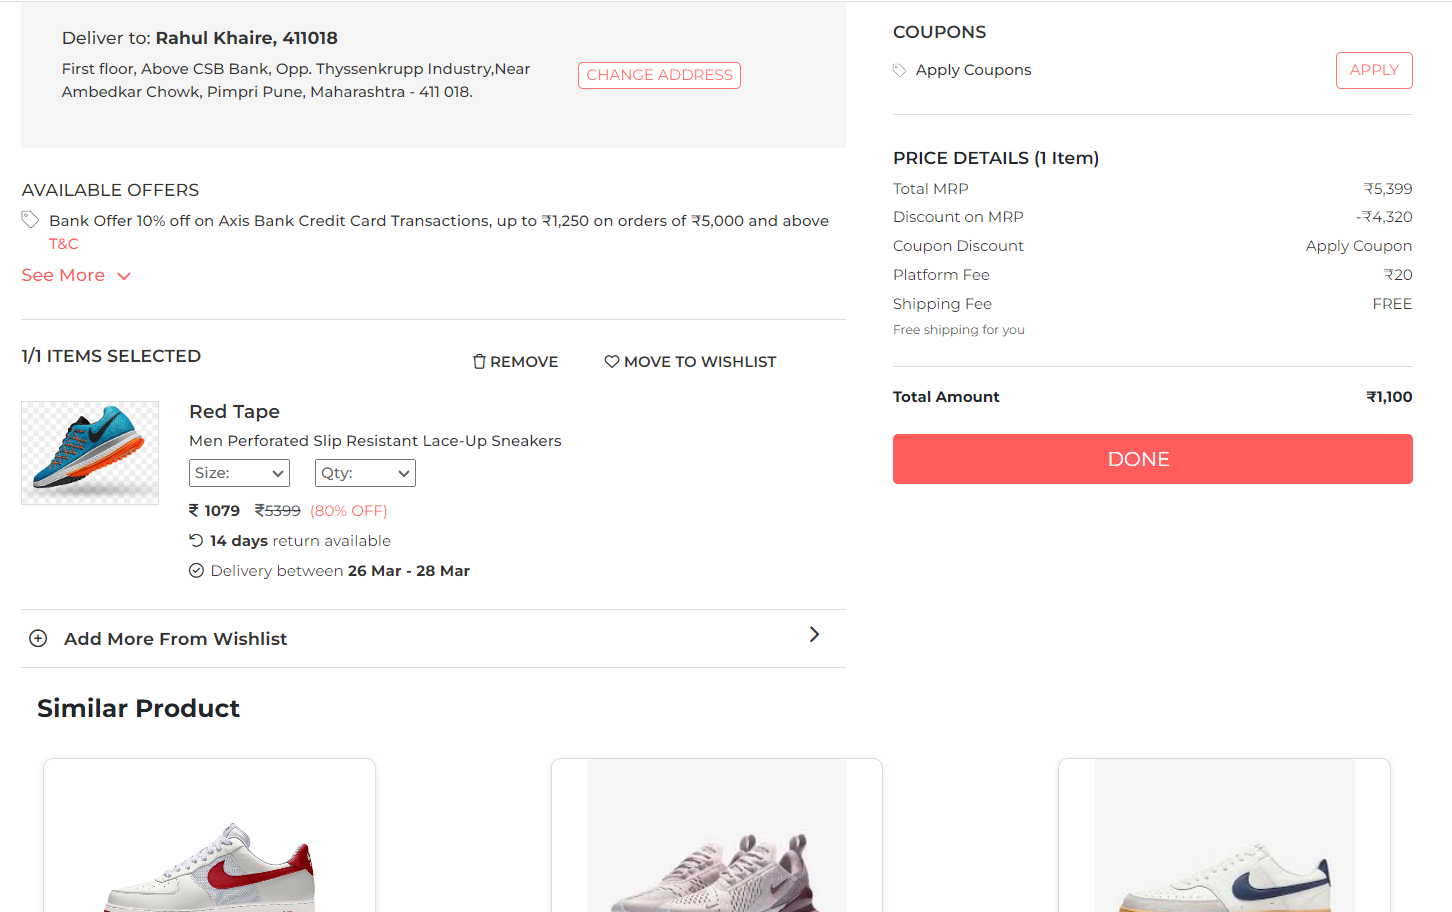 Deliver to: Rahul Khaire, 411018
First floor, Above CSB Bank, Opp. Thyssenkrupp Industry,Near
Ambedkar Chowk, Pimpri Pune, Maharashtra - 411 018.
CHANGE ADDRESS
AVAILABLE OFFERS
Bank Offer 10% off on Axis Bank Credit Card Transactions, up to ₹1,250 on orders of ₹5,000 and above
T&C
See More
1/1 ITEMS SELECTED
REMOVE
MOVE TO WISHLIST
Red Tape
Men Perforated Slip Resistant Lace-Up Sneakers
Size:
Qty:
₹ 1079 ₹5399 (80% OFF)
14 days return available
Delivery between 26 Mar - 28 Mar
Add More From Wishlist
COUPONS
Apply Coupons
APPLY
PRICE DETAILS (1 Item)
Total MRP ₹5,399
Discount on MRP -₹4,320
Coupon Discount Apply Coupon
Platform Fee ₹20
Shipping Fee FREE
Free shipping for you
Total Amount ₹1,100
DONE
Similar Product